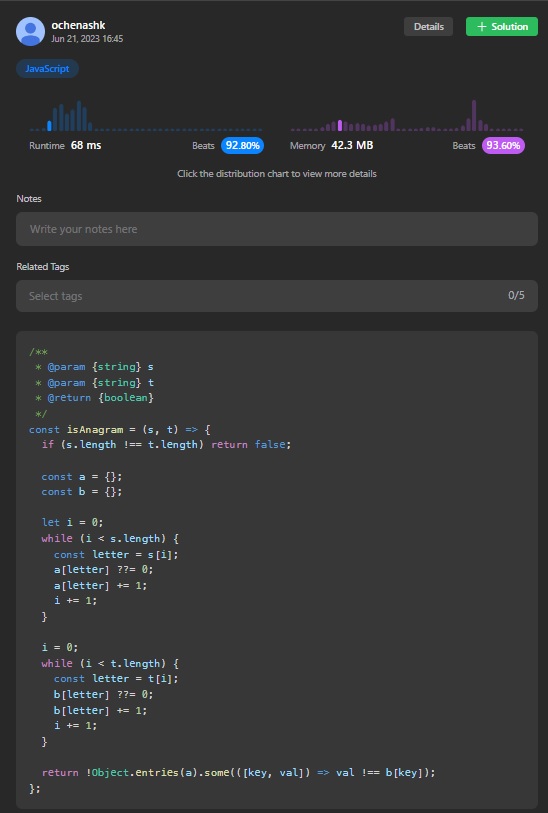 ochenashk
Jun 21, 2023 16:45
Details
+ Solution
JavaScript
Runtime 68 ms
Beats 92.80%
Memory 42.3 MB
Beats 93.60%
Click the distribution chart to view more details
Notes
Write your notes here
Related Tags
Select tags
0/5
/**
 * @param {string} s
 * @param {string} t
 * @return {boolean}
 */
const isAnagram = (s, t) => {
  if (s.length !== t.length) return false;

  const a = {};
  const b = {};

  let i = 0;
  while (i < s.length) {
    const letter = s[i];
    a[letter] ??= 0;
    a[letter] += 1;
    i += 1;
  }

  i = 0;
  while (i < t.length) {
    const letter = t[i];
    b[letter] ??= 0;
    b[letter] += 1;
    i += 1;
  }

  return !Object.entries(a).some(([key, val]) => val !== b[key]);
};